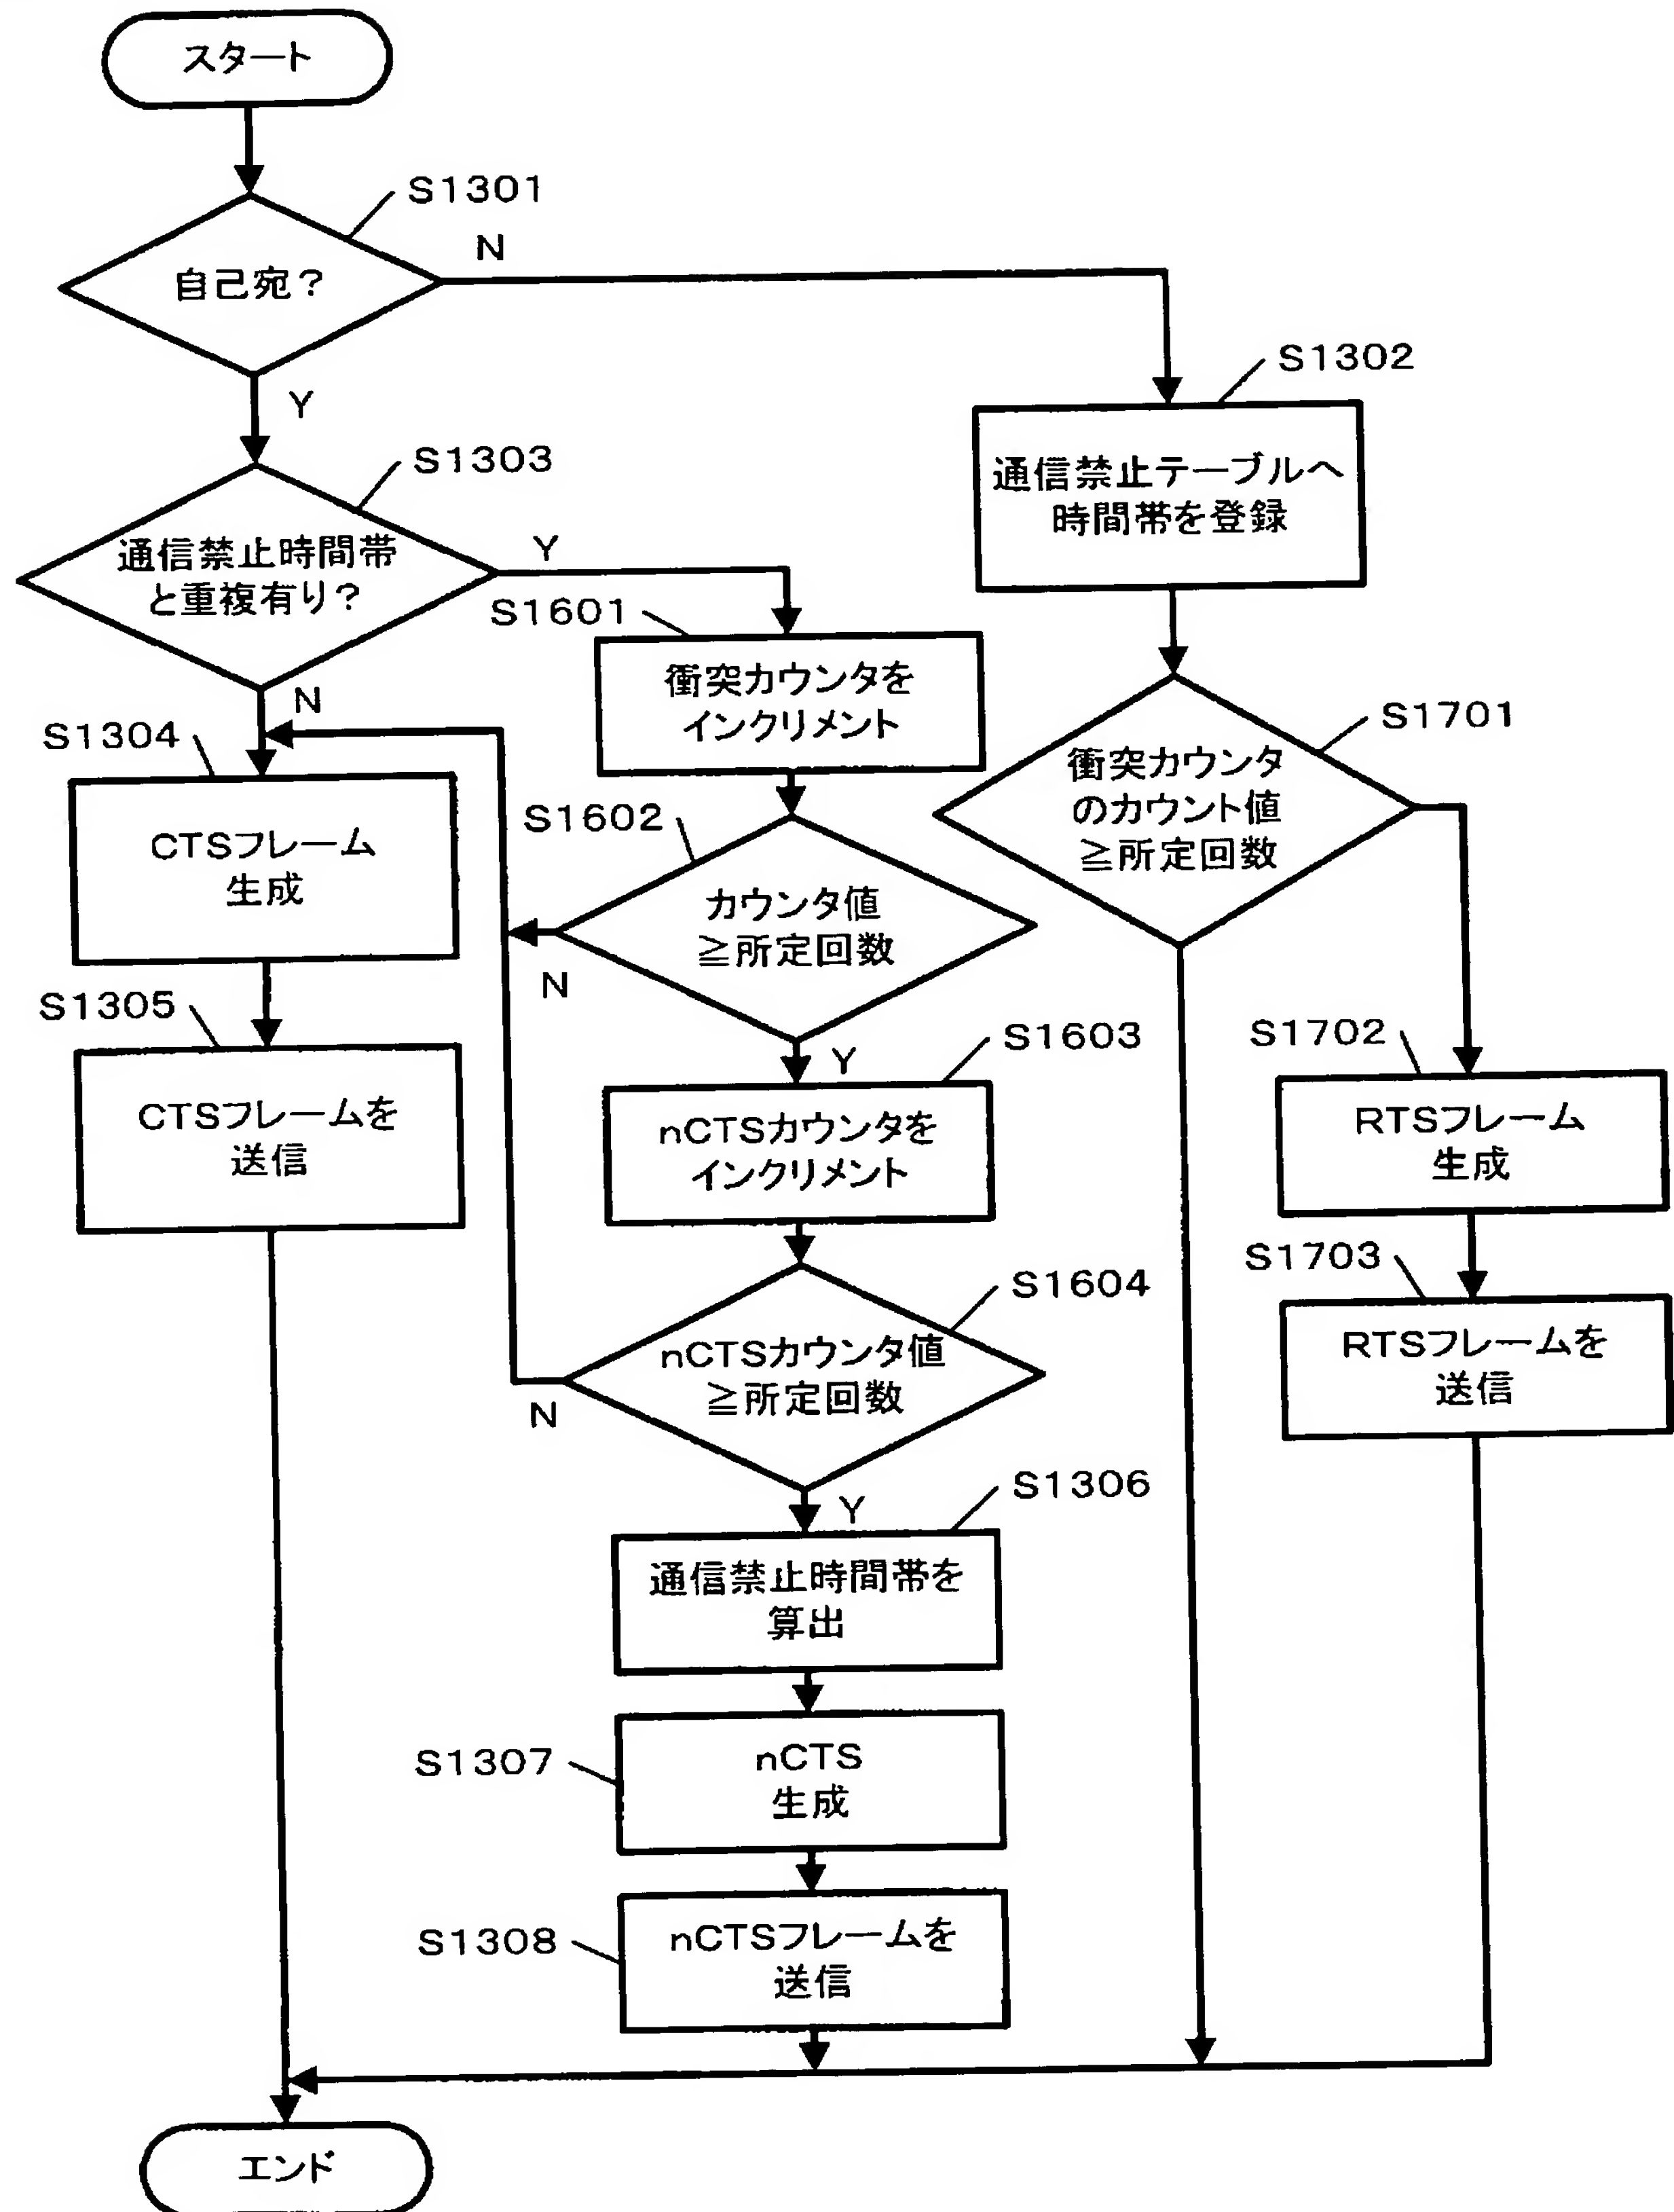 スタート
S1301
自己宛?
N
Y
S1302
通信禁止テーブルへ
時間帯を登録
S1303
通信禁止時間帯
と重複有り?
Y
N
S1601
衝突カウンタを
インクリメント
S1701
衝突カウンタ
のカウント値
≧所定回数
S1304
CTSフレーム
生成
S1602
カウンタ値
≧所定回数
N
Y
S1305
CTSフレームを
送信
S1603
nCTSカウンタを
インクリメント
S1702
RTSフレーム
生成
S1604
nCTSカウンタ値
≧所定回数
N
Y
S1703
RTSフレームを
送信
S1306
通信禁止時間帯を
算出
S1307
nCTS
生成
S1308
nCTSフレームを
送信
エンド